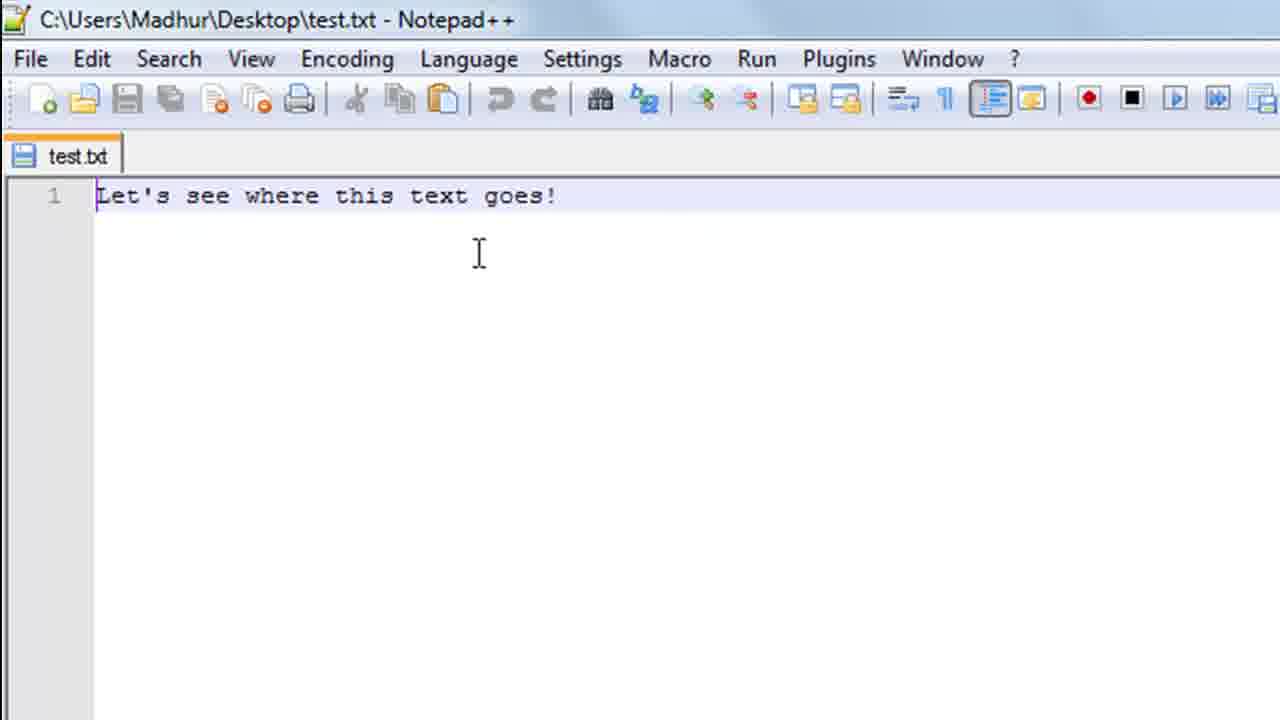 C:\Users\Madhur\Desktop\test.txt - Notepad++
File Edit Search View Encoding Language Settings Macro Run Plugins Window ?
test.txt
1 Let's see where this text goes!